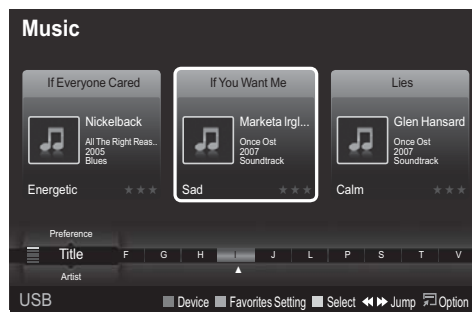 Music
If Everyone Cared
Nickelback
All The Right Reas..
2005
Blues
Energetic
If You Want Me
Marketa Irgl...
Once Ost
2007
Soundtrack
Sad
Lies
Glen Hansard
Once Ost
2007
Soundtrack
Calm
Preference
Title F G H I J L P S T V
Artist
USB Device Favorites Setting Select Jump Option